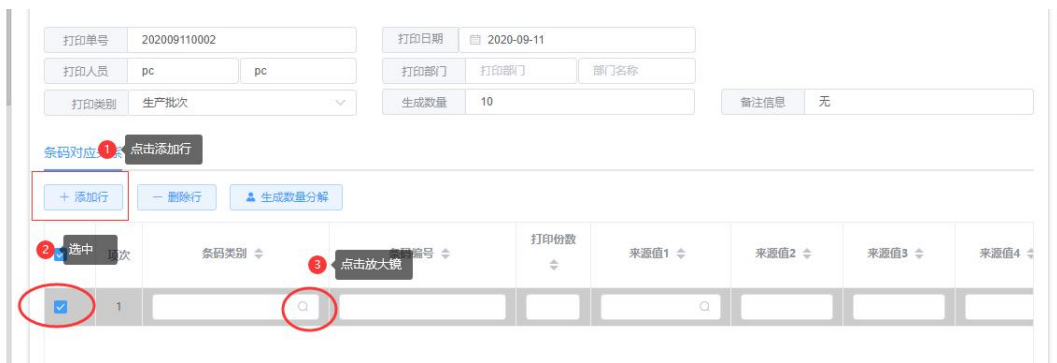 打印单号 202009110002 打印日期 2020-09-11
打印人员 pc pc 打印部门 打印部门 部门名称
打印类别 生产批次 生成数量 10 备注信息 无
条码对应 1 点击添加行
+ 添加行 − 删除行 生成数量分解
2 选中 项次 条码类别 3 点击放大镜 编号 打印份数 来源值1 来源值2 来源值3 来源值4
1